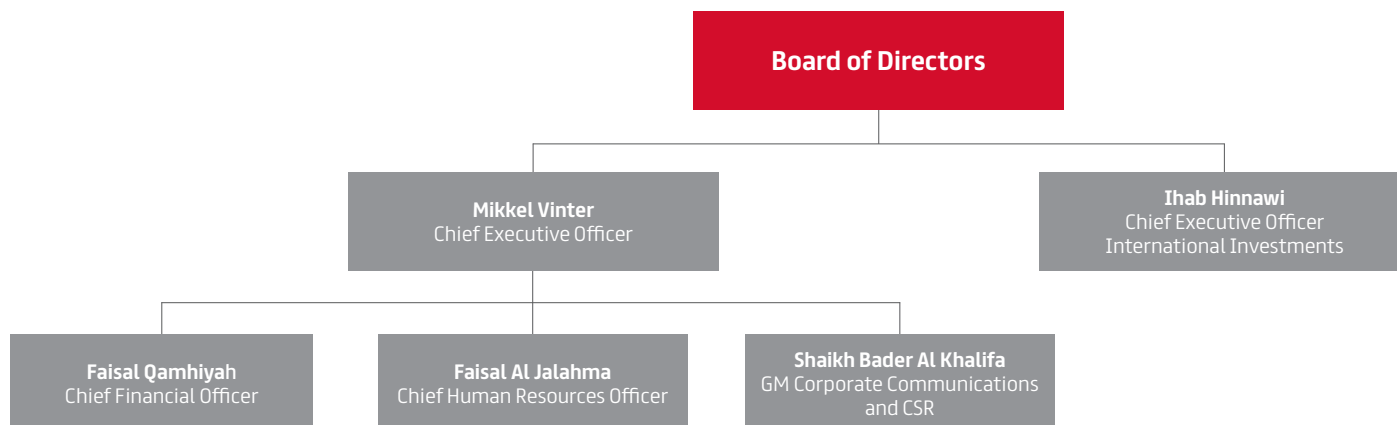 Board of Directors
Mikkel Vinter
Chief Executive Officer
Ihab Hinnawi
Chief Executive Officer
International Investments
Faisal Qamhiyah
Chief Financial Officer
Faisal Al Jalahma
Chief Human Resources Officer
Shaikh Bader Al Khalifa
GM Corporate Communications
and CSR